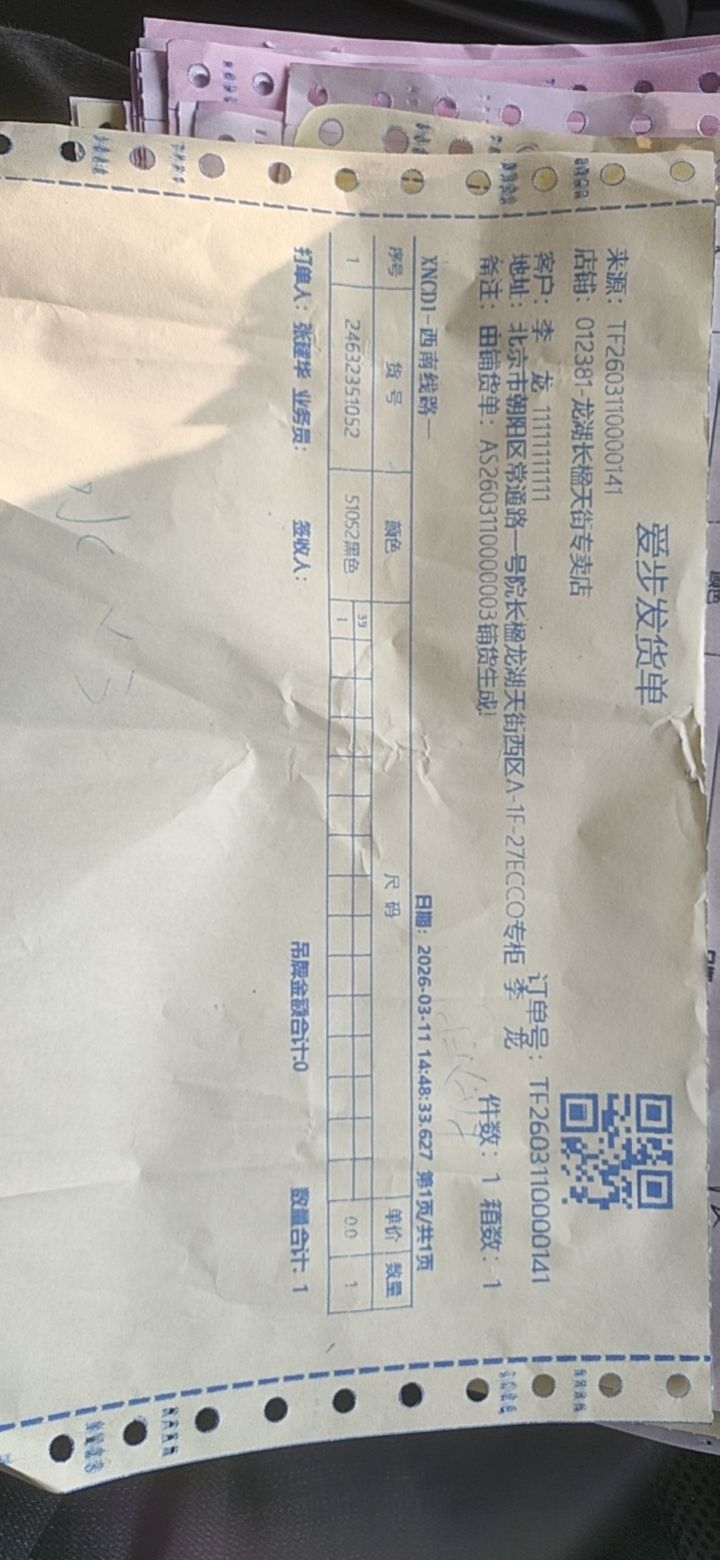 爱步发货单
来源：TF2603110000141
店铺：012381-龙湖长楹天街专卖店
订单号：TF2603110000141
客户：李 龙 11111111111
李 龙
地址：北京市朝阳区常通路一号院长楹龙湖天街西区A-1F-27ECCO专柜
件数：1 箱数：1
备注：由铺货单：AS2603110000003铺货生成!
XNCD1-西南线路一
日期：2026-03-11 14:48:33.627 第1页/共1页
序号 货号 颜色 尺码 单价 数量
1 24632351052 51052黑色 39 0.0 1
1
打单人：张建华 业务员： 签收人： 吊牌金额合计:0 数量合计: 1